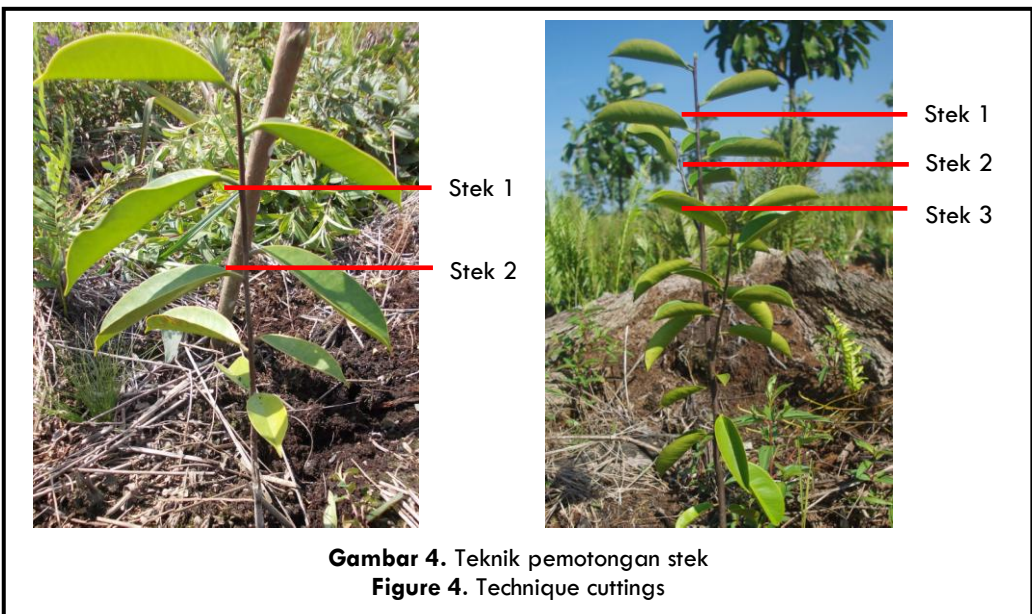 Stek 1
Stek 2
Stek 1
Stek 2
Stek 3
Gambar 4. Teknik pemotongan stek
Figure 4. Technique cuttings